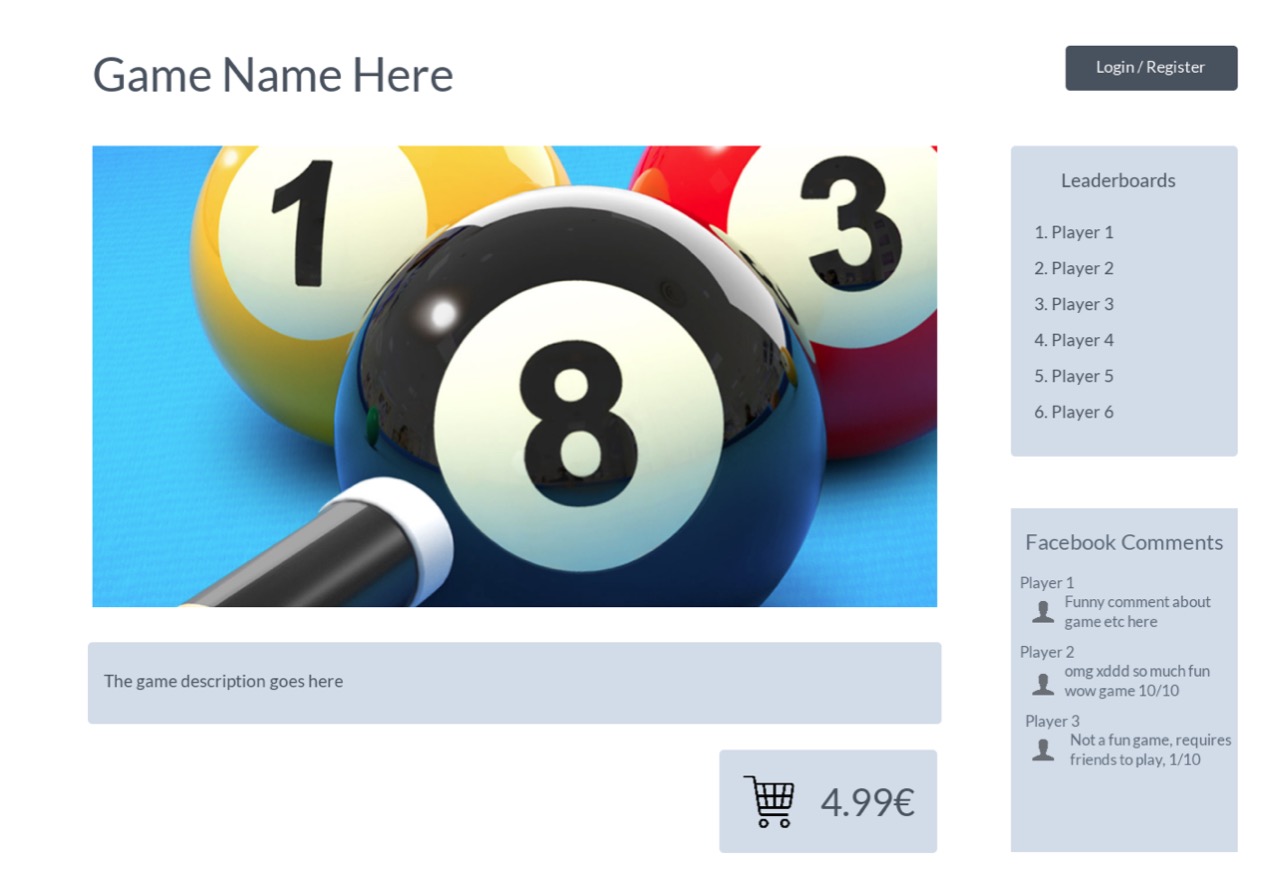 Game Name Here
Login / Register
1
3
8
The game description goes here
4.99€
Leaderboards
1. Player 1
2. Player 2
3. Player 3
4. Player 4
5. Player 5
6. Player 6
Facebook Comments
Player 1
Funny comment about
game etc here
Player 2
omg xddd so much fun
wow game 10/10
Player 3
Not a fun game, requires
friends to play, 1/10